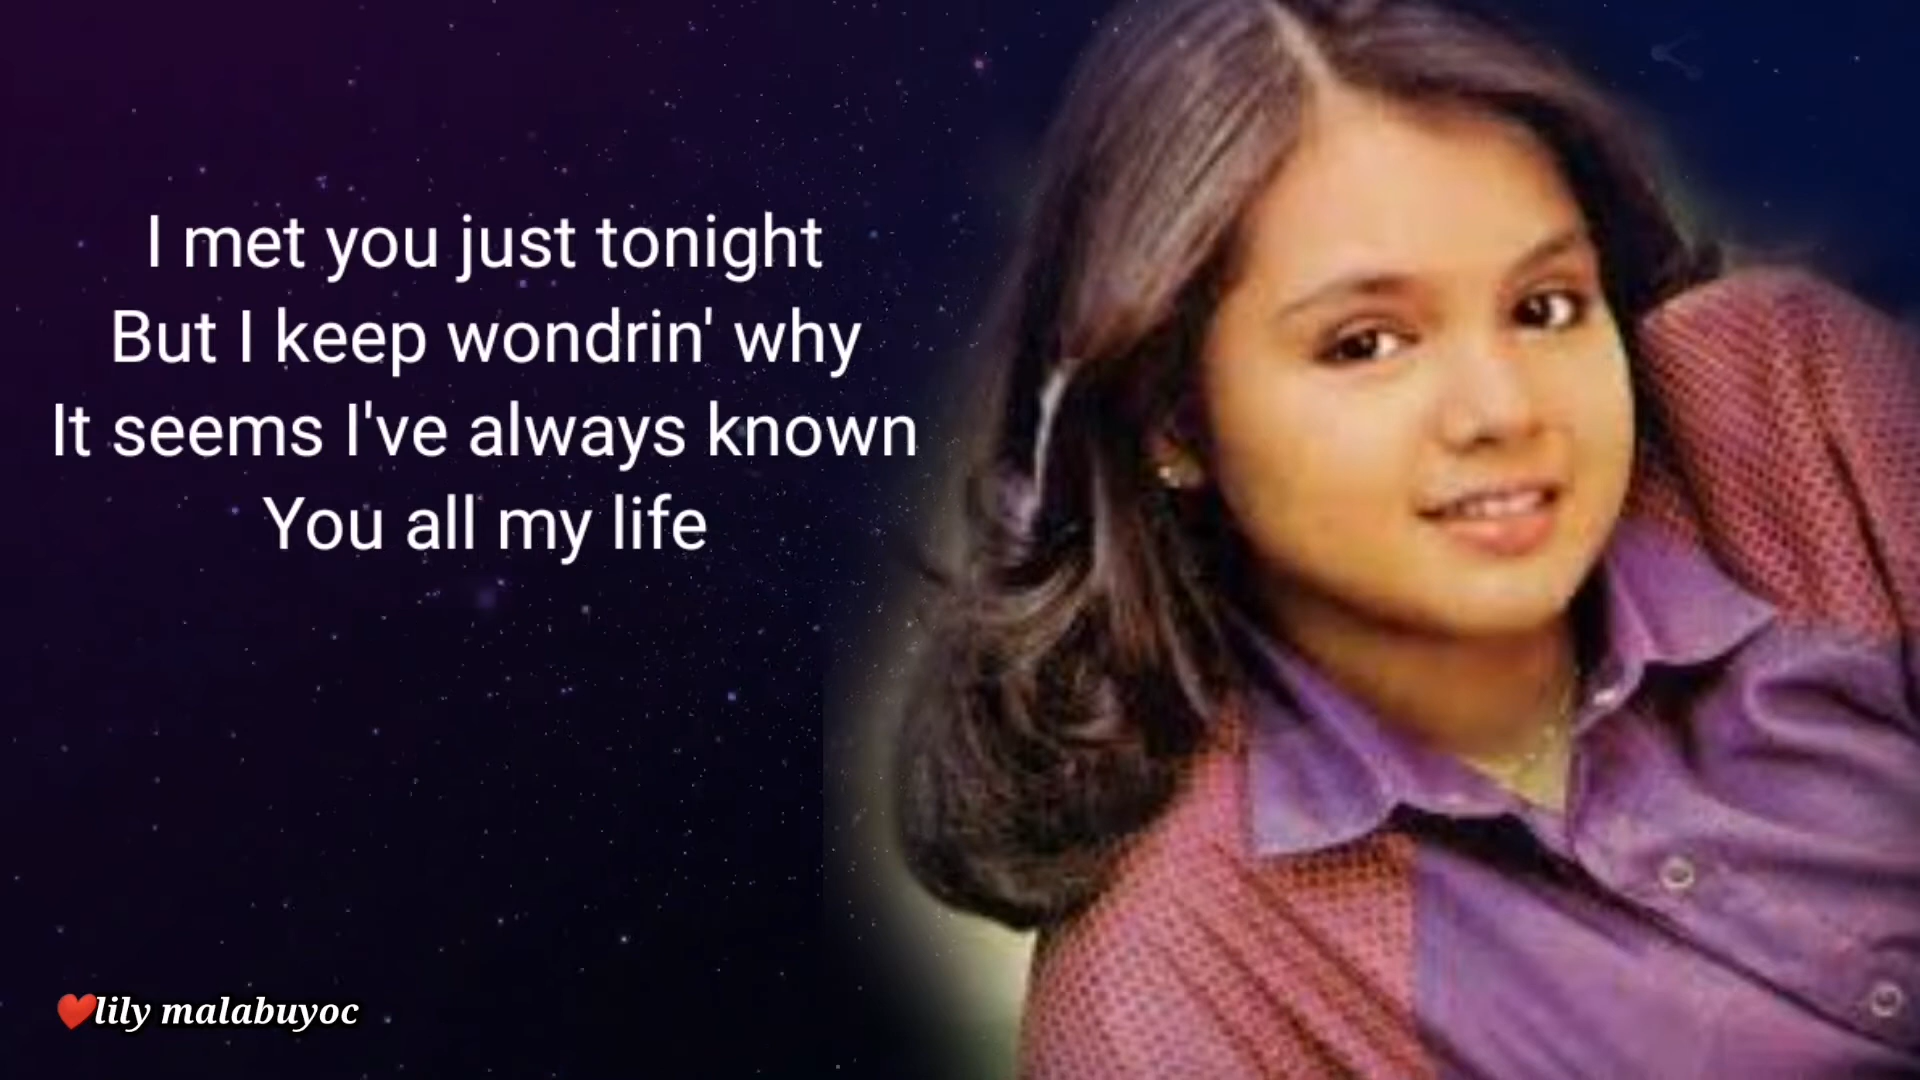 I met you just tonight
But I keep wondrin' why
It seems I've always known
You all my life
❤️lily malabuyoc